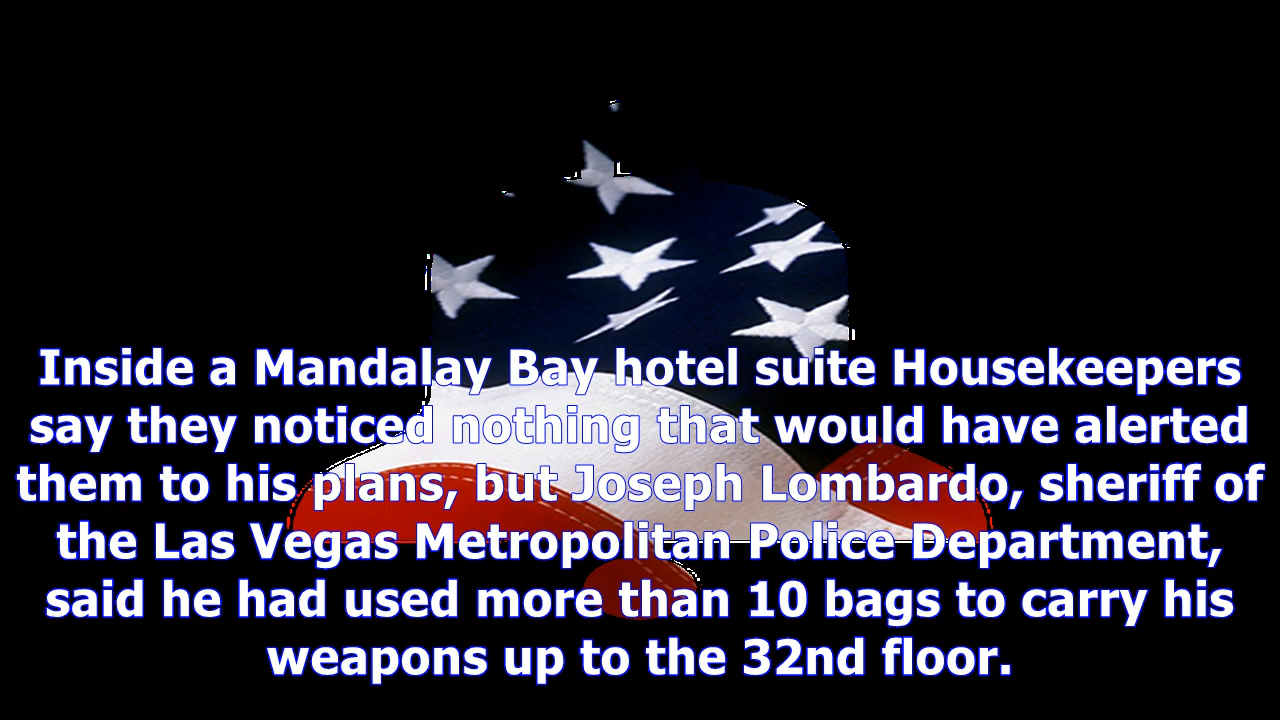 Inside a Mandalay Bay hotel suite Housekeepers
say they noticed nothing that would have alerted
them to his plans, but Joseph Lombardo, sheriff of
the Las Vegas Metropolitan Police Department,
said he had used more than 10 bags to carry his
weapons up to the 32nd floor.